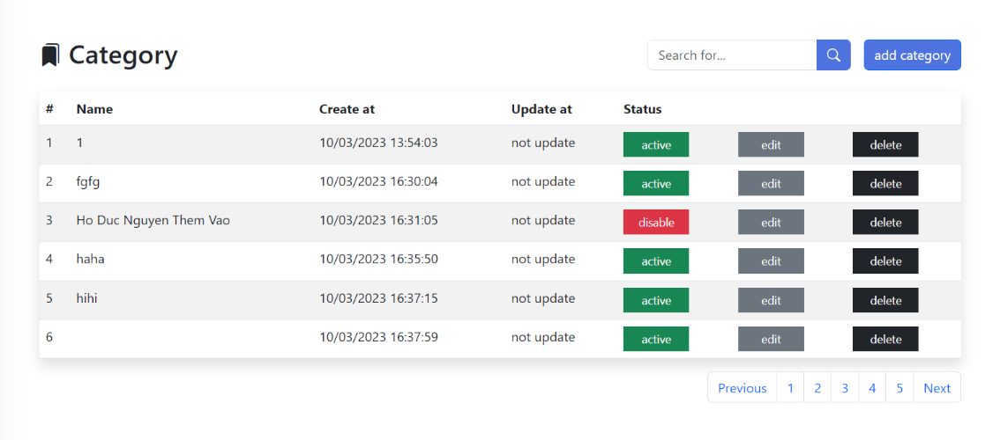 Category
Search for...
add category
# Name Create at Update at Status
1 1 10/03/2023 13:54:03 not update active edit delete
2 fgfg 10/03/2023 16:30:04 not update active edit delete
3 Ho Duc Nguyen Them Vao 10/03/2023 16:31:05 not update disable edit delete
4 haha 10/03/2023 16:35:50 not update active edit delete
5 hihi 10/03/2023 16:37:15 not update active edit delete
6 10/03/2023 16:37:59 not update active edit delete
Previous 1 2 3 4 5 Next